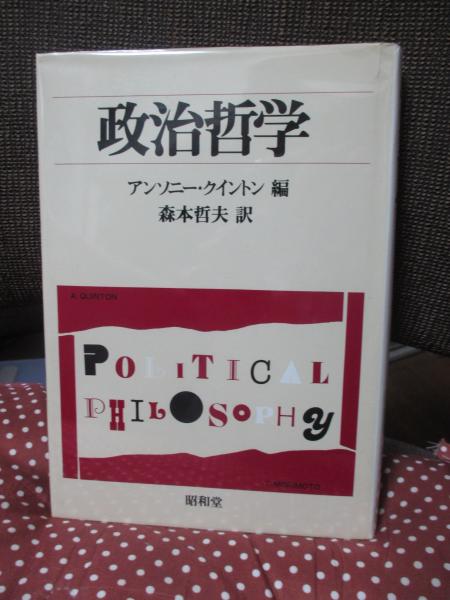 政治哲学
アンソニー・クイントン 編
森本哲夫 訳
A. QUINTON
POLITICAL
PHILOSOPHY
T. MISUMOTO
昭和堂